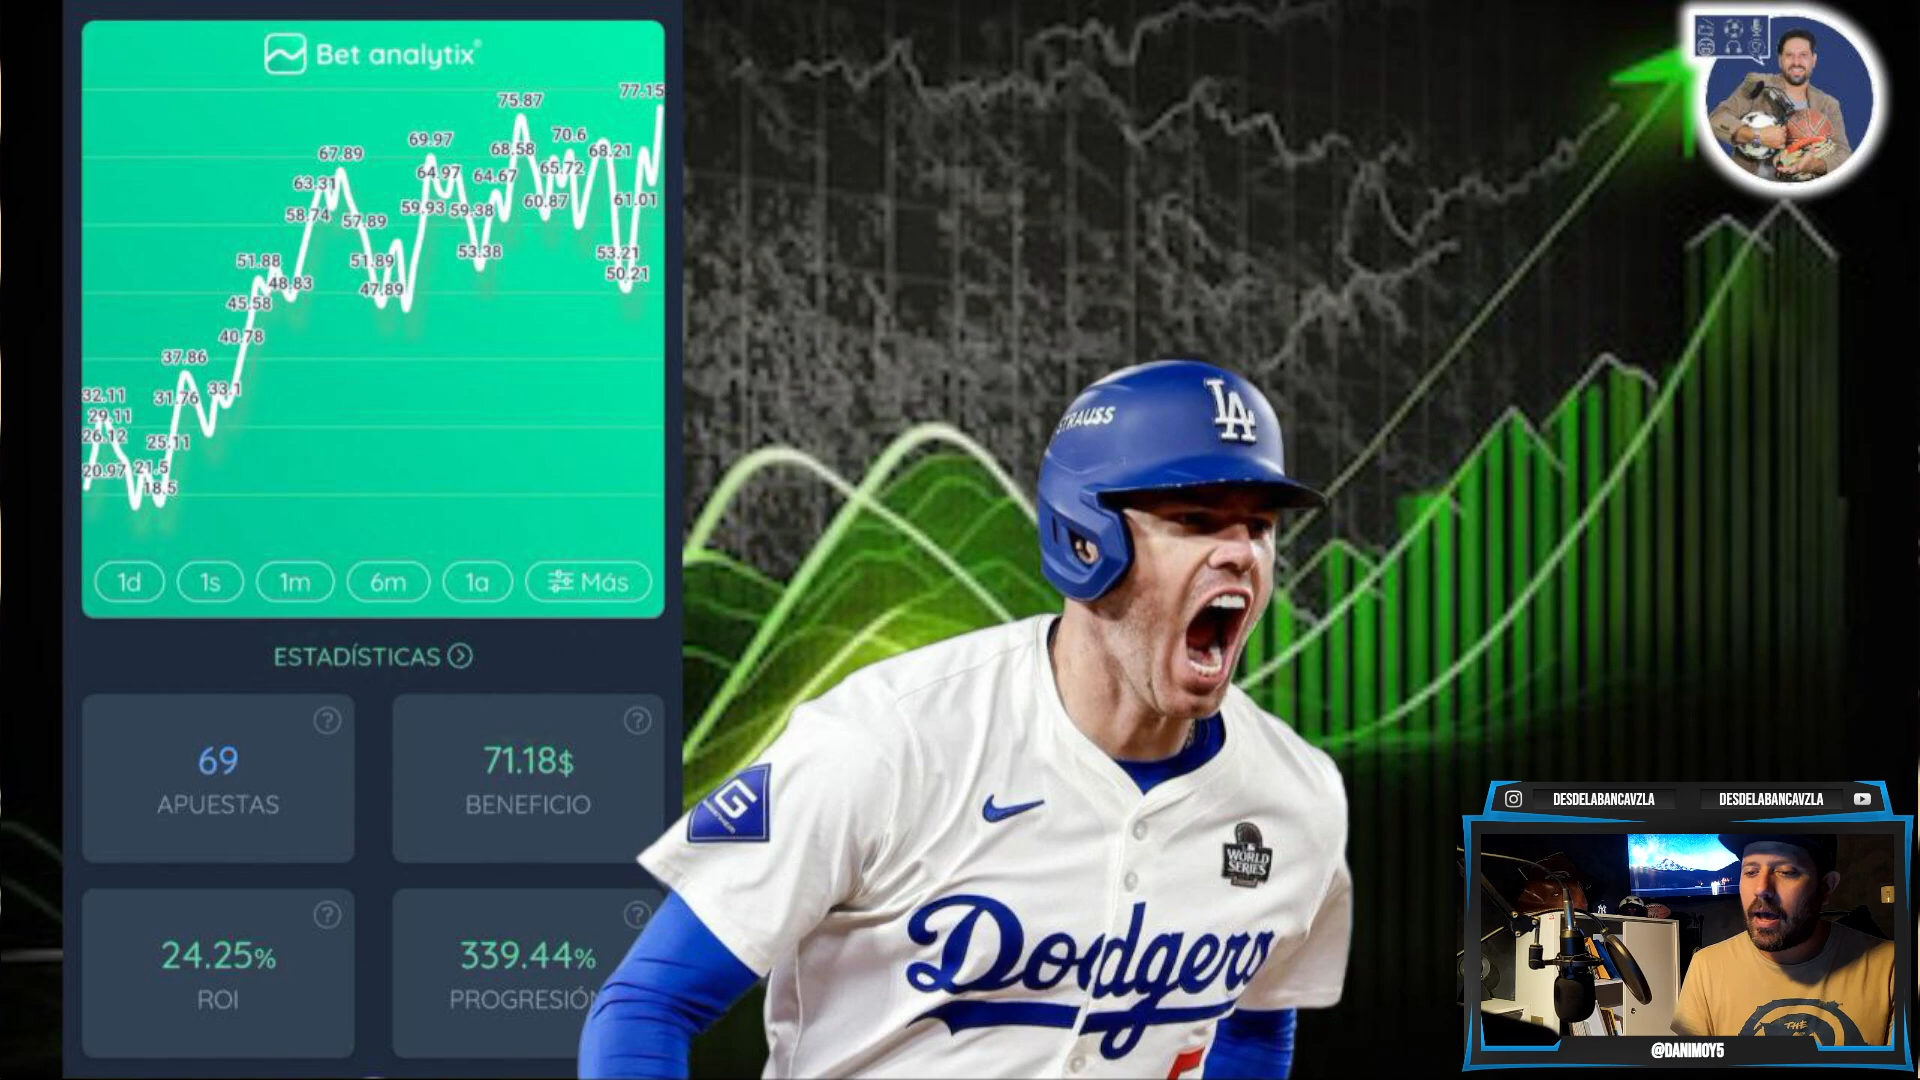 Bet analytix
77.15
75.87
70.6
69.97
68.58
68.21
67.89
65.72
64.97
64.67
63.31
61.01
60.87
59.93
59.38
58.74
57.89
53.38
53.21
51.89
51.88
50.21
48.83
47.89
45.58
40.78
37.86
33.1
32.11
31.76
29.11
26.12
25.11
21.5
20.97
18.5
1d
1s
1m
6m
1a
Más
ESTADÍSTICAS
69
APUESTAS
71.18$
BENEFICIO
24.25%
ROI
339.44%
PROGRESIÓN
STRAUSS
LA
G
WORLD
SERIES
Dodgers
5
DESDELABANCAVZLA
DESDELABANCAVZLA
THE
@DANIMOY5